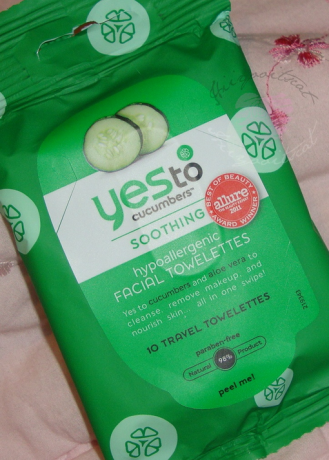 yes to
cucumbers™
SOOTHING
BEST OF BEAUTY
allure
2011
AWARD WINNER
hypoallergenic
FACIAL TOWELETTES
Yes to cucumbers and aloe vera to
cleanse, remove makeup, and
nourish skin... all in one swipe!
10 TRAVEL TOWELETTES
paraben-free
Natural 98% Product
peel me!